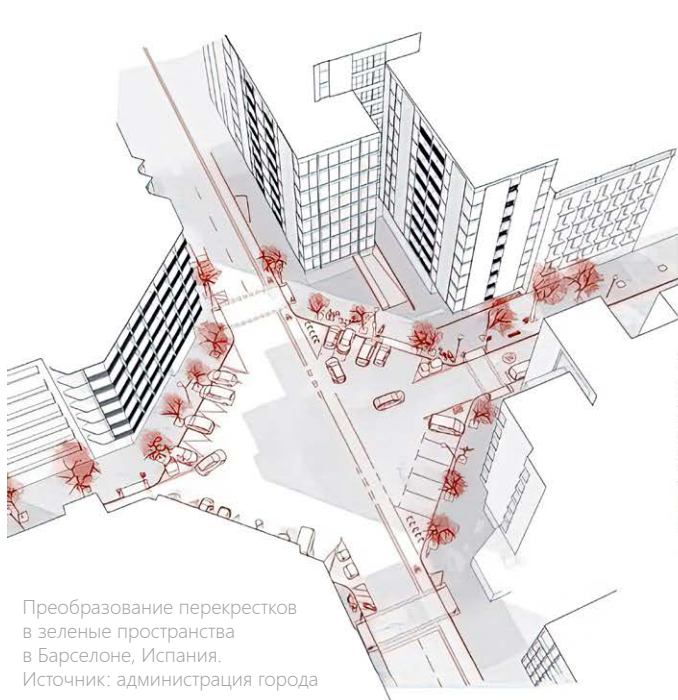 Преобразование перекрестков
в зеленые пространства
в Барселоне, Испания.
Источник: администрация города